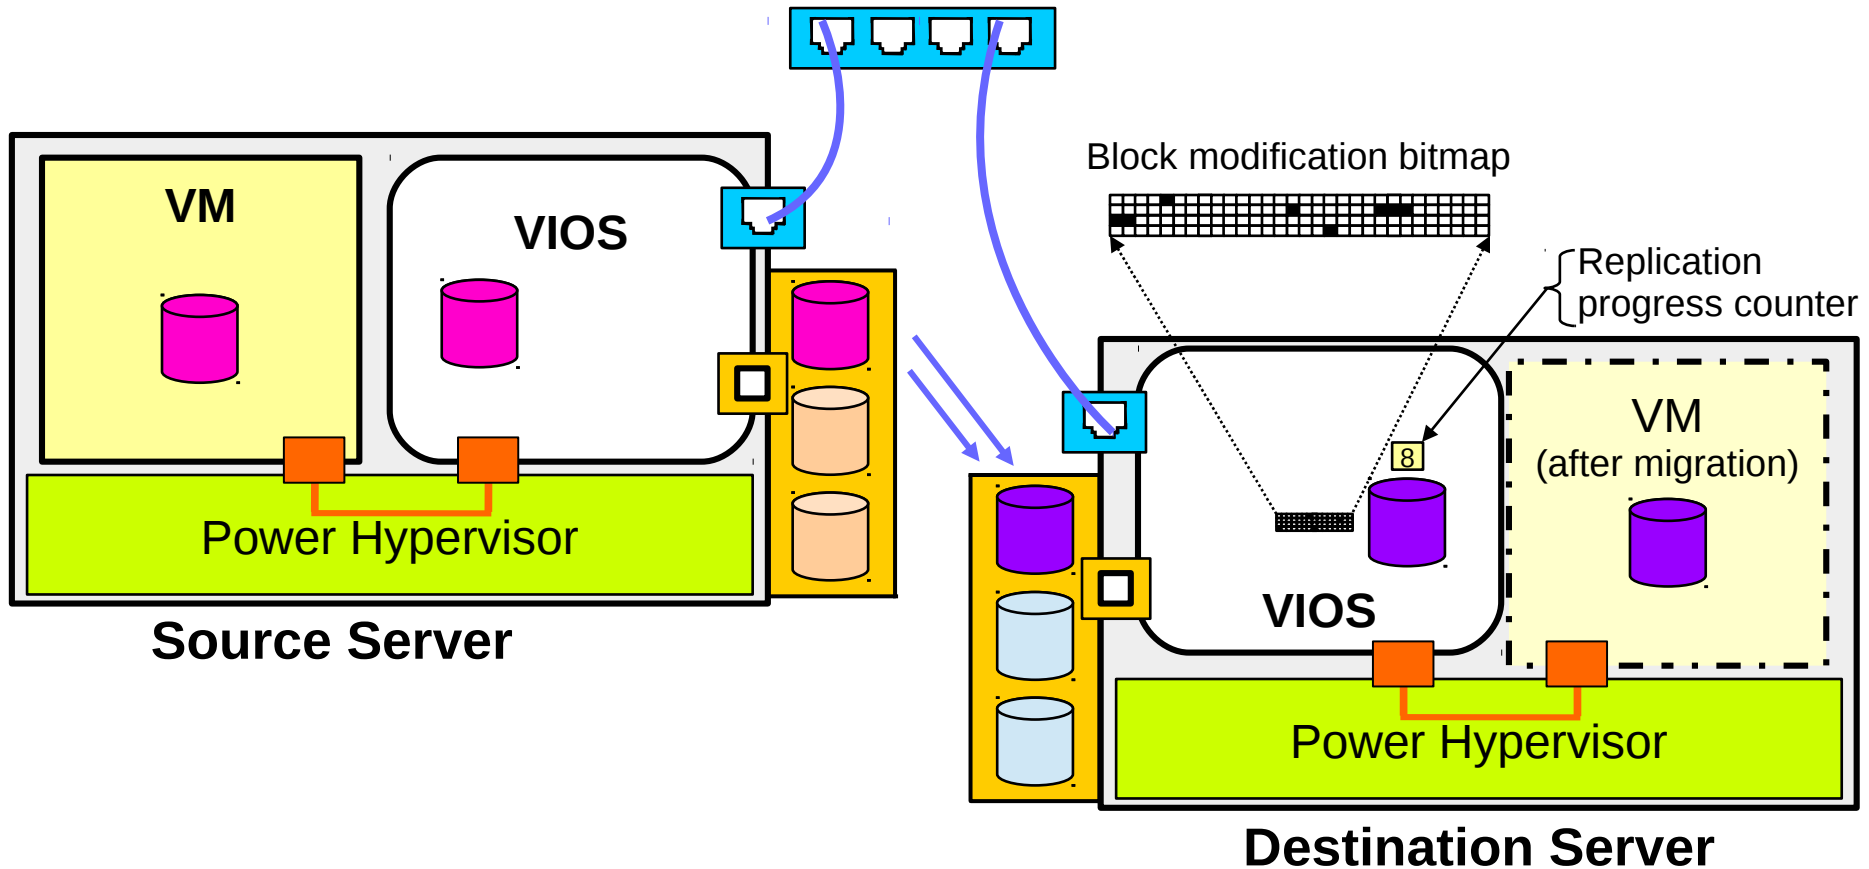 Block modification bitmap
VM
VIOS
Replication
progress counter
VM
(after migration)
8
Power Hypervisor
VIOS
Source Server
Power Hypervisor
Destination Server